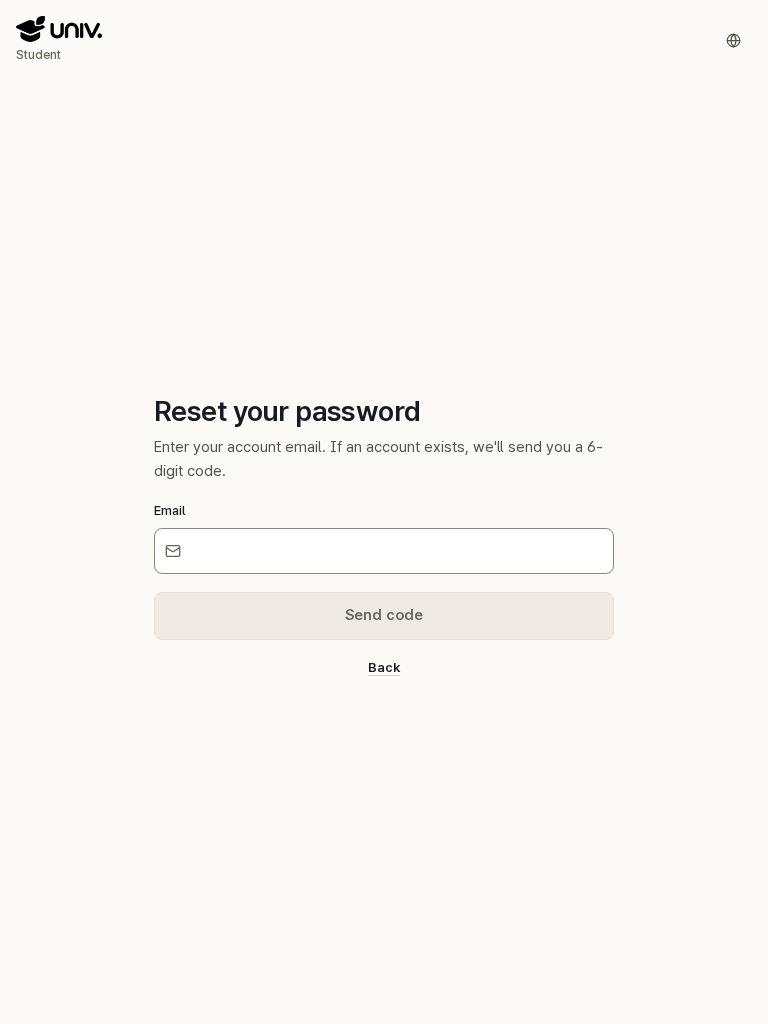 UNIV.
Student
Reset your password
Enter your account email. If an account exists, we'll send you a 6-
digit code.
Email
Send code
Back